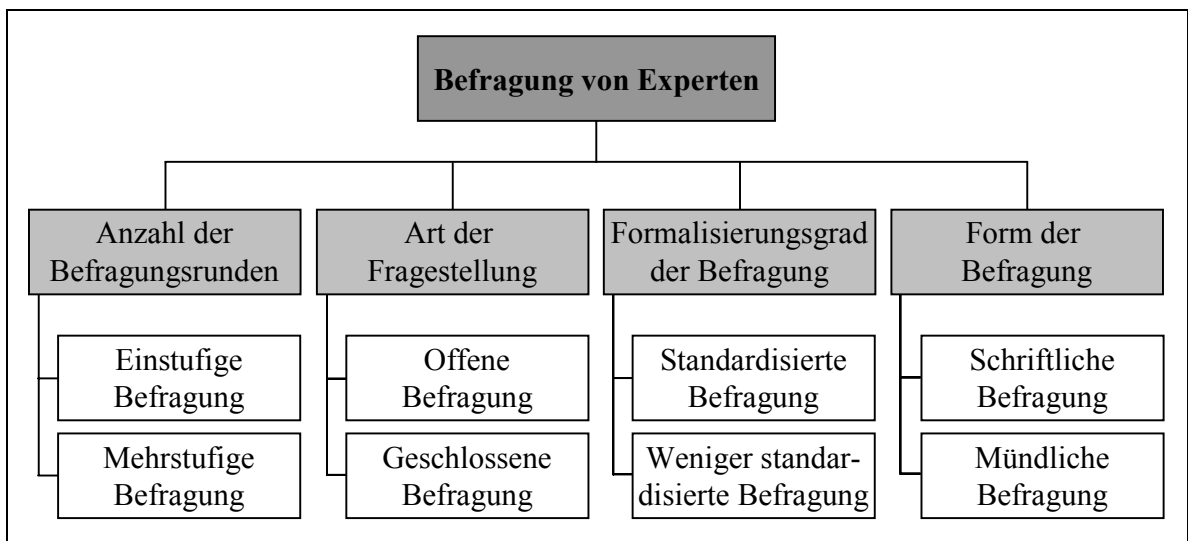 Befragung von Experten
Anzahl der
Befragungsrunden
Art der
Fragestellung
Formalisierungsgrad
der Befragung
Form der
Befragung
Einstufige
Befragung
Mehrstufige
Befragung
Offene
Befragung
Geschlossene
Befragung
Standardisierte
Befragung
Weniger standar-
disierte Befragung
Schriftliche
Befragung
Mündliche
Befragung